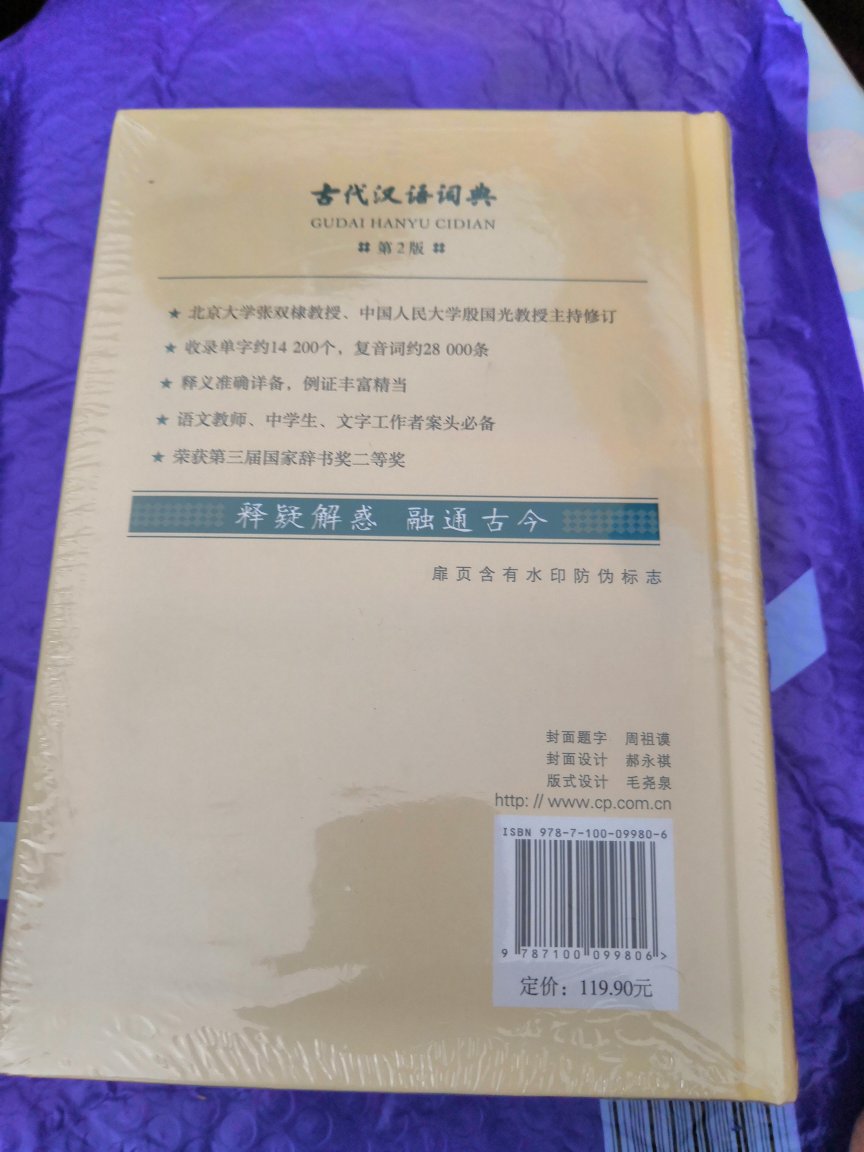 古代汉语词典
GUDAI HANYU CIDIAN
第2版
★ 北京大学张双棣教授、中国人民大学殷国光教授主持修订
★ 收录单字约14 200个，复音词约28 000条
★ 释义准确详备，例证丰富精当
★ 语文教师、中学生、文字工作者案头必备
★ 荣获第三届国家辞书奖二等奖
释疑解惑 融通古今
扉页含有水印防伪标志
封面题字 周祖谟
封面设计 郝永祺
版式设计 毛尧泉
http: // www.cp.com.cn
ISBN 978-7-100-09980-6
9 787100 099806 >
定价：119.90元